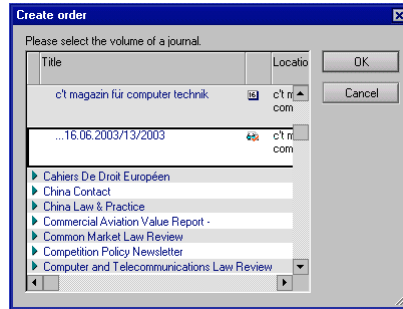 Create order
Please select the volume of a journal.
Title Locatio
OK
c't magazin für computer technik 16 c't m
com
Cancel
...16.06.2003/13/2003 c't m
com
Cahiers De Droit Européen
China Contact
China Law & Practice
Commercial Aviation Value Report -
Common Market Law Review
Competition Policy Newsletter
Computer and Telecommunications Law Review